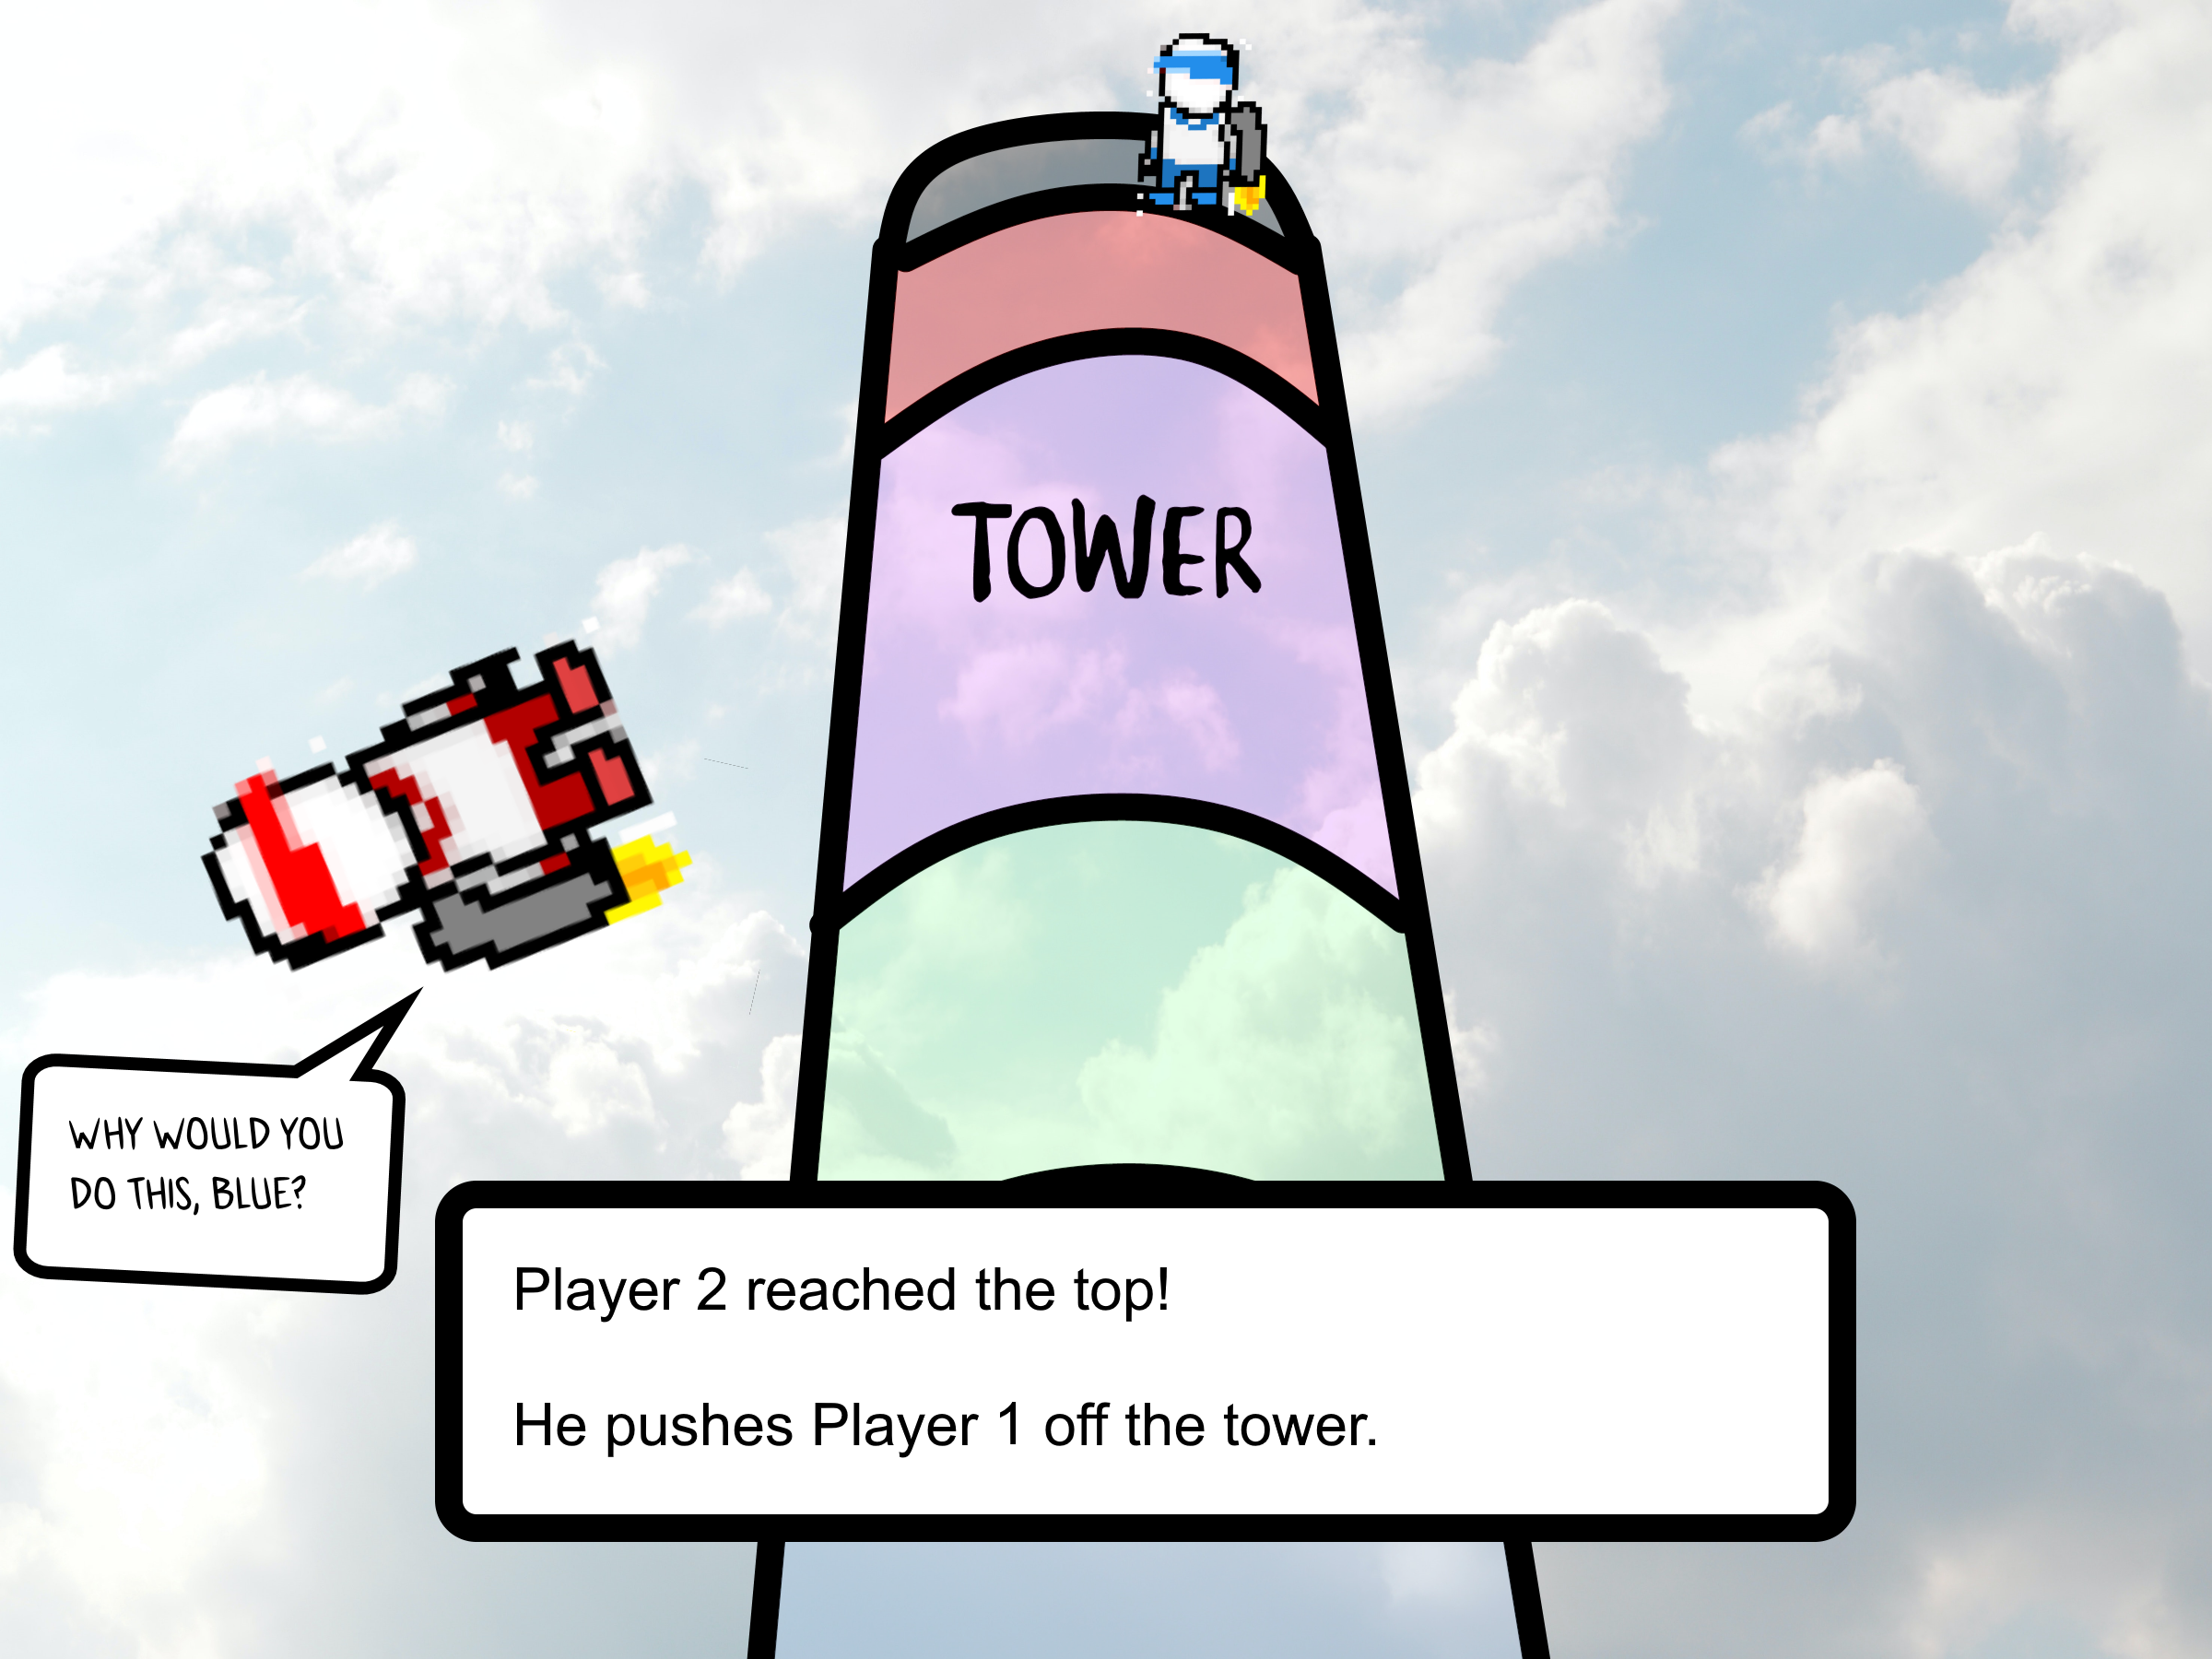 TOWER
WHY WOULD YOU
DO THIS, BLUE?
Player 2 reached the top!
He pushes Player 1 off the tower.